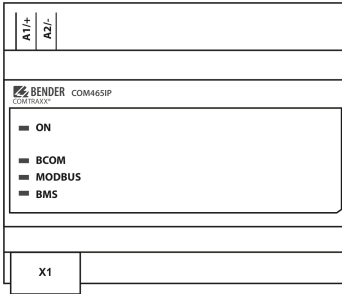 A1/+
A2/-
BENDER COM465IP
COMTRAXX®
ON
BCOM
MODBUS
BMS
X1